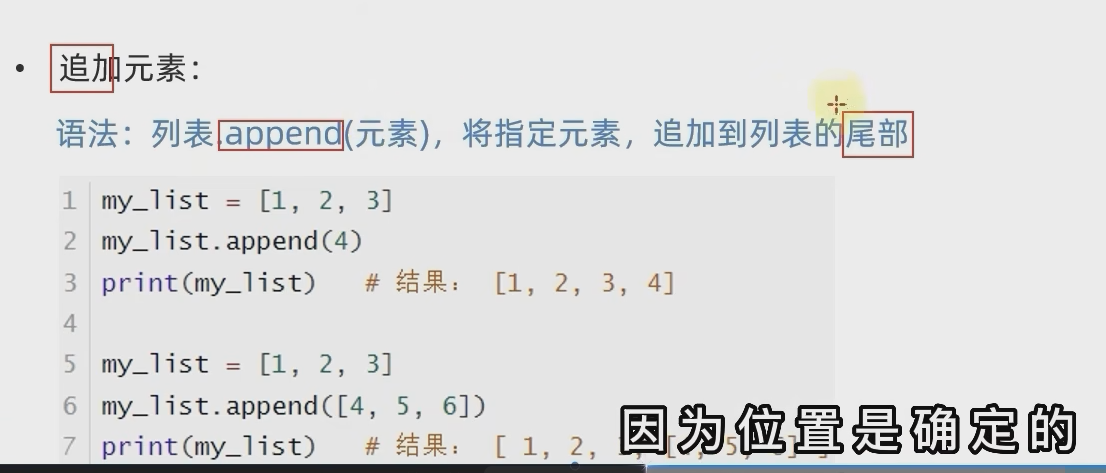 • 追加元素：
语法：列表.append(元素)，将指定元素，追加到列表的尾部
1 my_list = [1, 2, 3]
2 my_list.append(4)
3 print(my_list) # 结果： [1, 2, 3, 4]
4
5 my_list = [1, 2, 3]
6 my_list.append([4, 5, 6])
7 print(my_list) # 结果： [ 1, 2,
因为位置是确定的